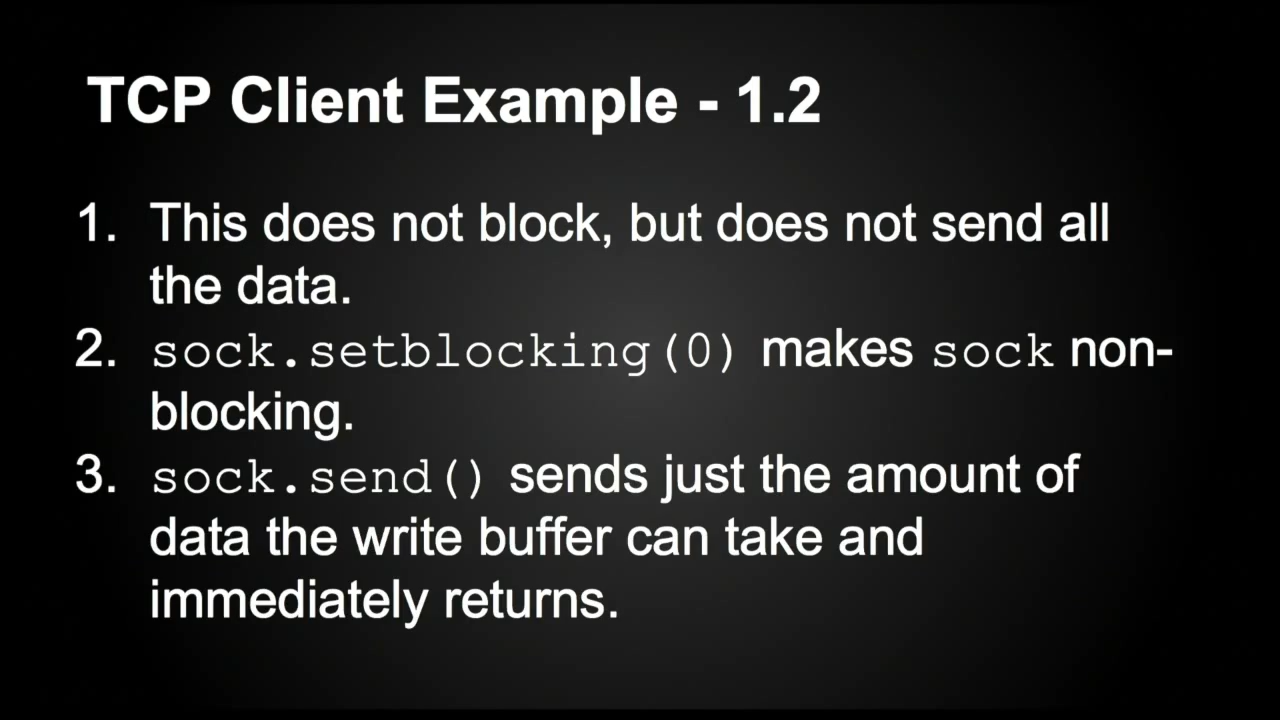 TCP Client Example - 1.2
1. This does not block, but does not send all
the data.
2. sock.setblocking(0) makes sock non-
blocking.
3. sock.send() sends just the amount of
data the write buffer can take and
immediately returns.